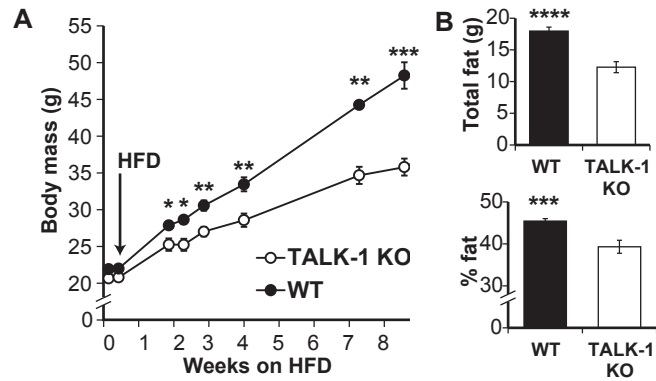 A
Body mass (g)
55
50
45
40
35
30
25
20
0
HFD
* * ** ** ** ***
TALK-1 KO
WT
0 1 2 3 4 5 6 7 8
Weeks on HFD
B
Total fat (g)
20
15
10
5
0
****
WT TALK-1
KO
% fat
50
40
30
0
***
WT TALK-1
KO